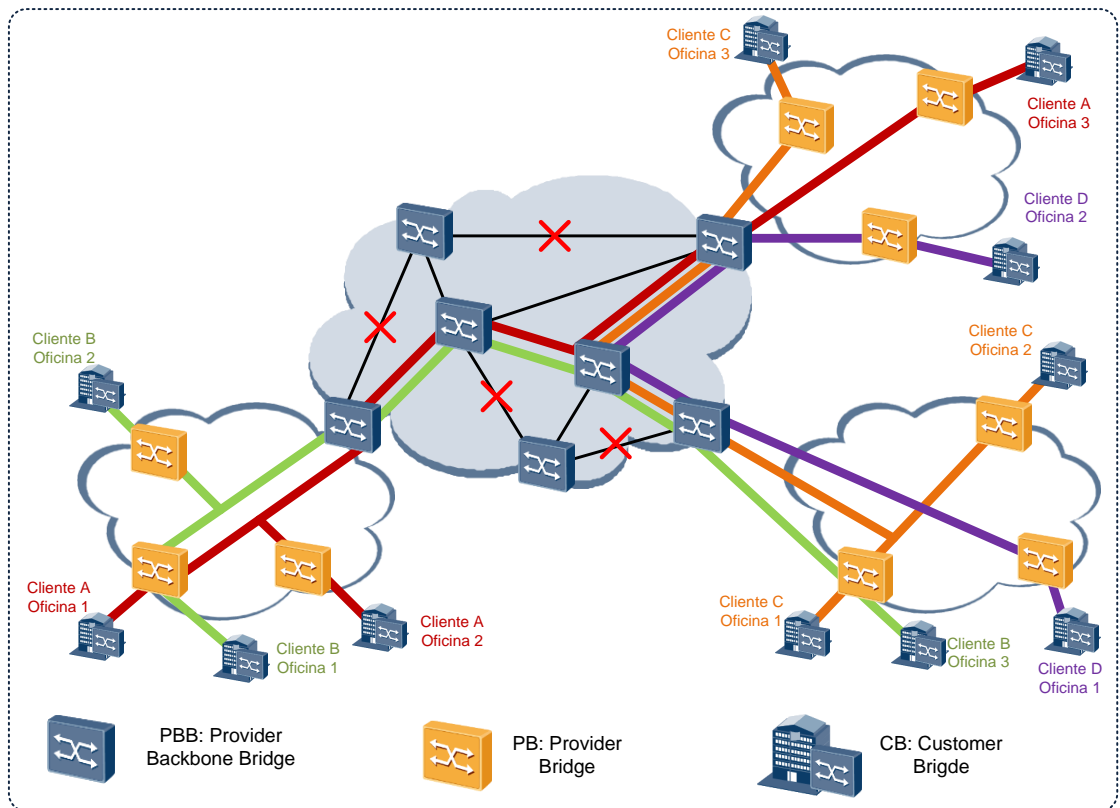 Cliente C
Oficina 3
Cliente A
Oficina 3
Cliente D
Oficina 2
Cliente B
Oficina 2
Cliente C
Oficina 2
Cliente A
Oficina 1
Cliente A
Oficina 2
Cliente B
Oficina 1
Cliente C
Oficina 1
Cliente B
Oficina 3
Cliente D
Oficina 1
PBB: Provider
Backbone Bridge
PB: Provider
Bridge
CB: Customer
Brigde